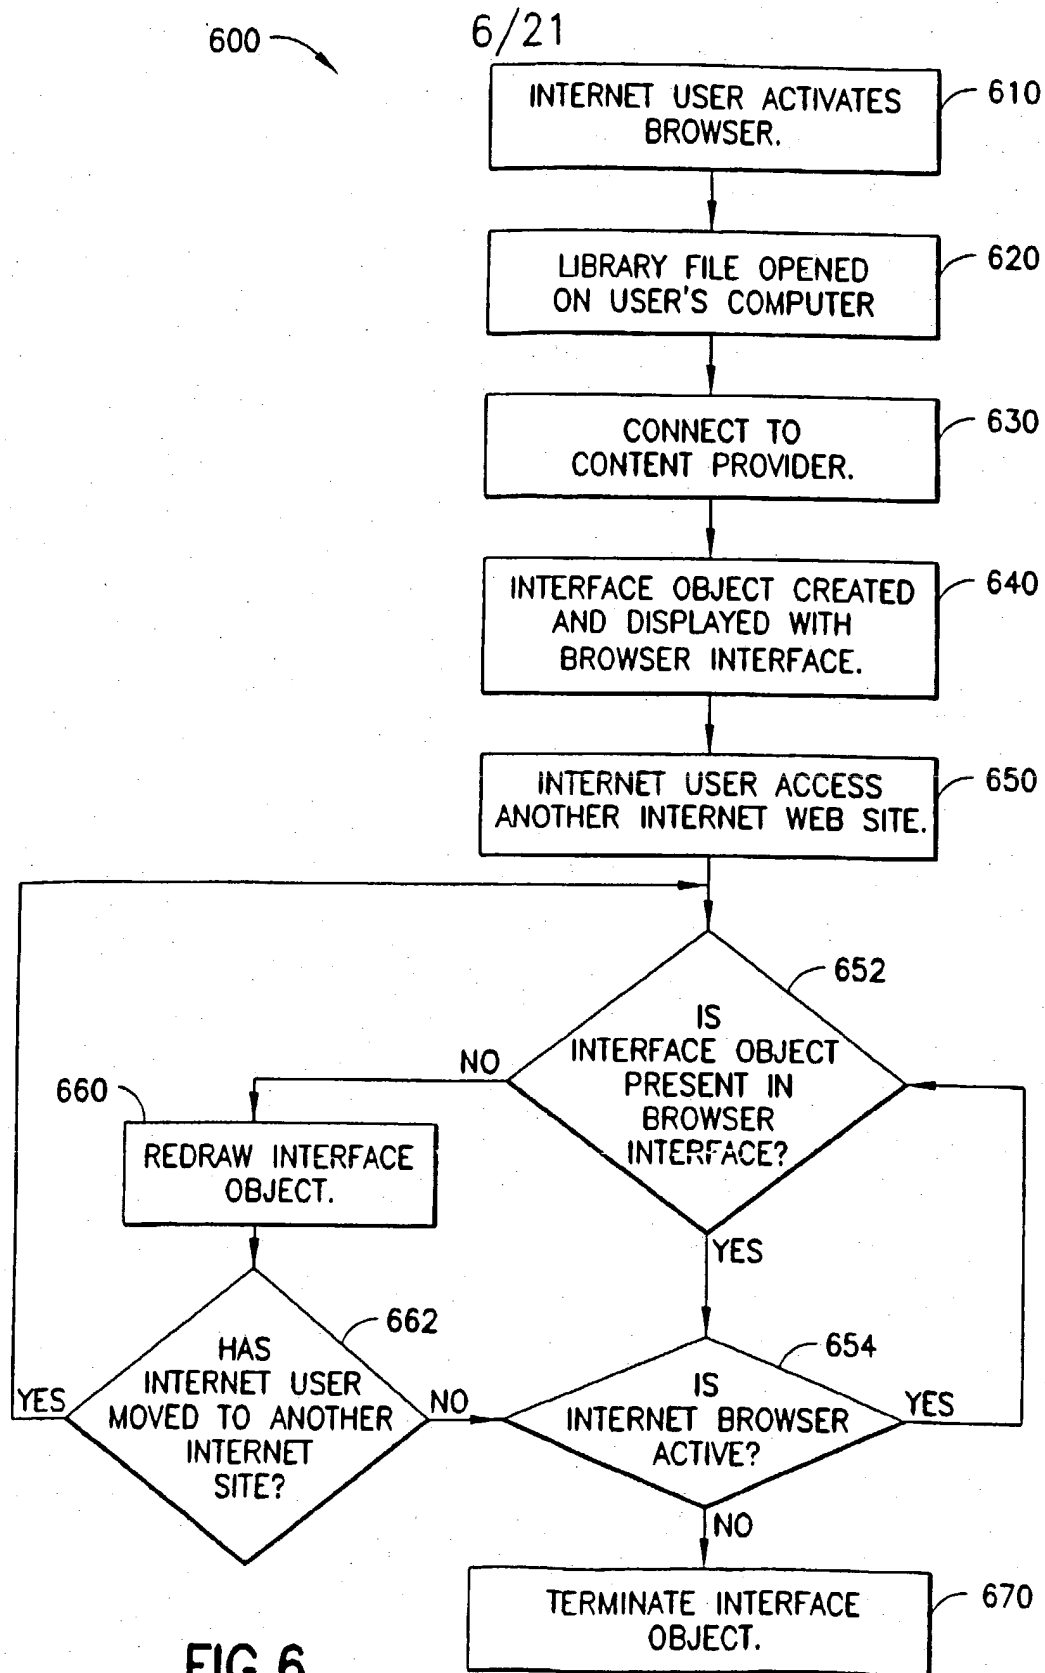 600
6/21
INTERNET USER ACTIVATES
BROWSER.
610
LIBRARY FILE OPENED
ON USER'S COMPUTER
620
CONNECT TO
CONTENT PROVIDER.
630
INTERFACE OBJECT CREATED
AND DISPLAYED WITH
BROWSER INTERFACE.
640
INTERNET USER ACCESS
ANOTHER INTERNET WEB SITE.
650
652
IS
INTERFACE OBJECT
PRESENT IN
BROWSER
INTERFACE?
NO
YES
660
REDRAW INTERFACE
OBJECT.
662
HAS
INTERNET USER
MOVED TO ANOTHER
INTERNET
SITE?
YES
NO
654
IS
INTERNET BROWSER
ACTIVE?
YES
NO
TERMINATE INTERFACE
OBJECT.
670
FIG.6